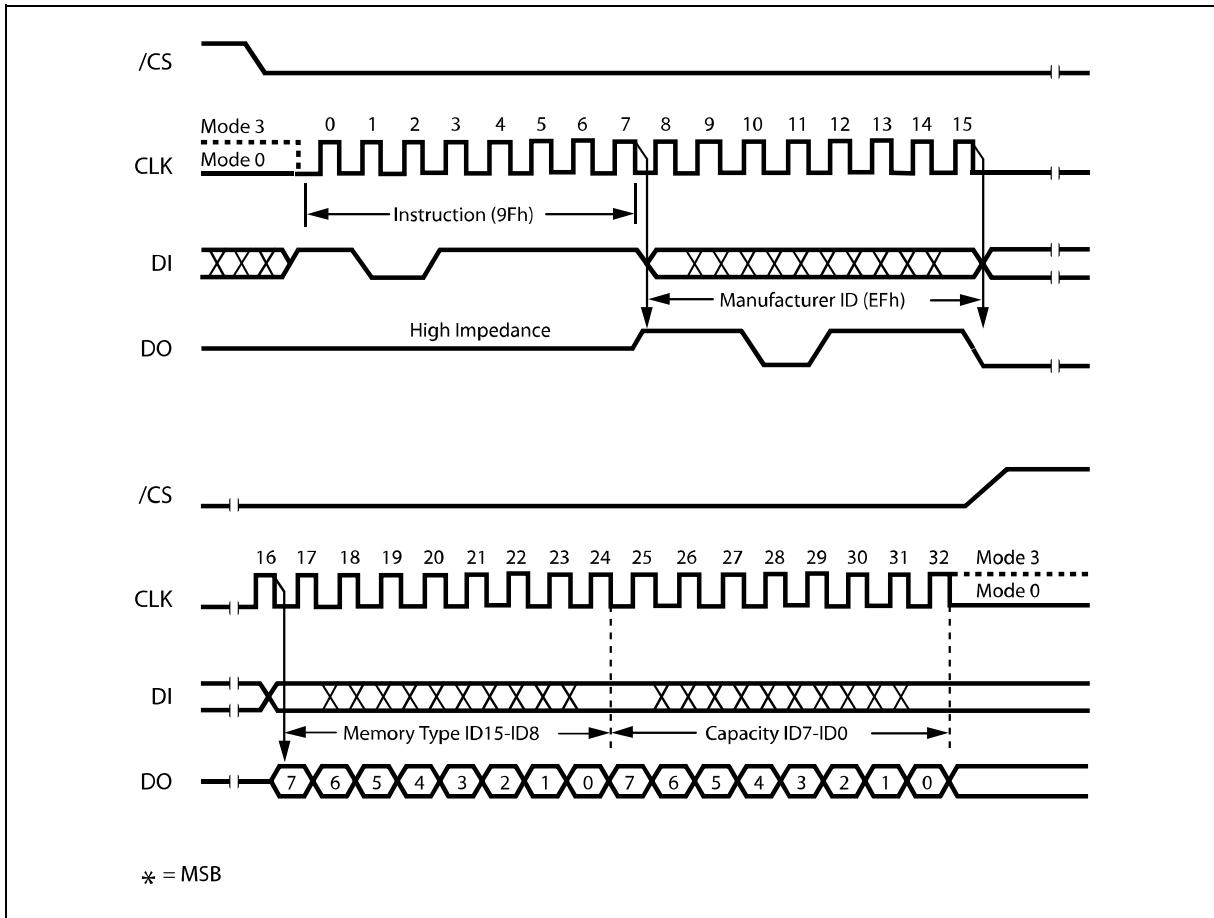 /CS
Mode 3
Mode 0
CLK
0 1 2 3 4 5 6 7 8 9 10 11 12 13 14 15
Instruction (9Fh)
DI
Manufacturer ID (EFh)
High Impedance
DO
/CS
16 17 18 19 20 21 22 23 24 25 26 27 28 29 30 31 32
Mode 3
CLK
Mode 0
DI
Memory Type ID15-ID8
Capacity ID7-ID0
DO
7 6 5 4 3 2 1 0 7 6 5 4 3 2 1 0
* = MSB